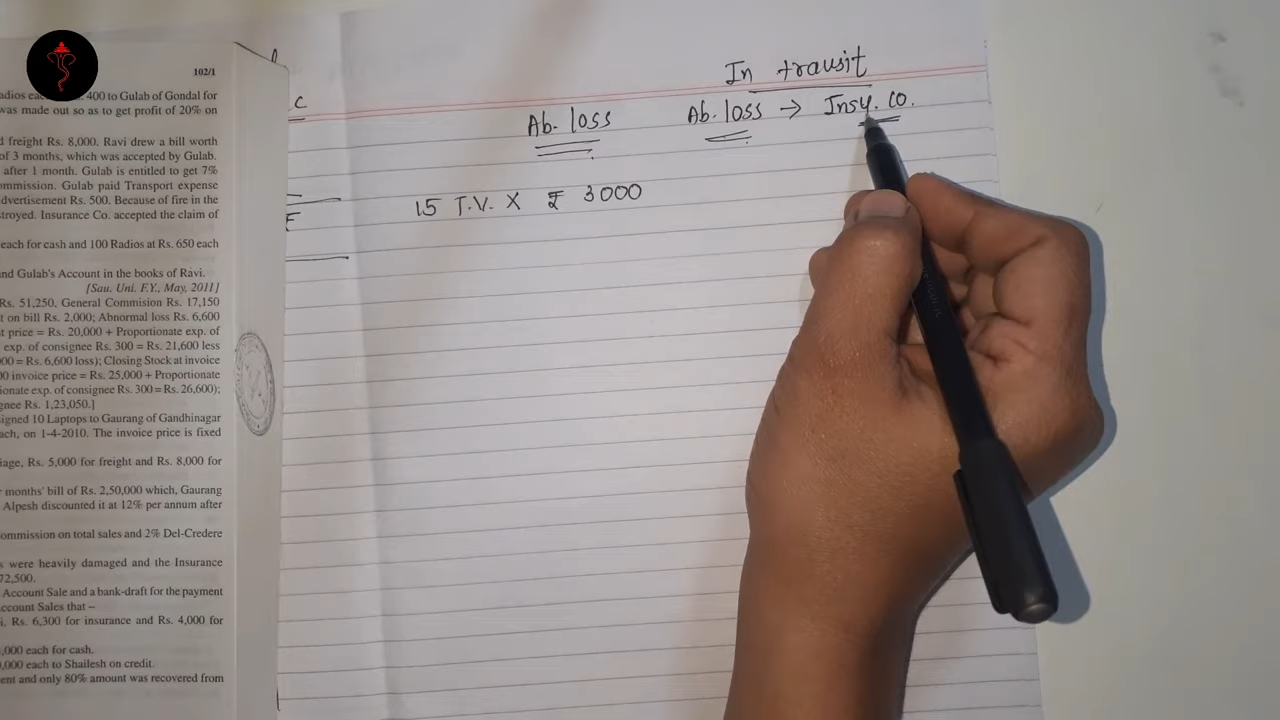 102/1
400 to Gulab of Gondal for
was made out so as to get profit of 20% on
d freight Rs. 8,000. Ravi drew a bill worth
of 3 months, which was accepted by Gulab.
after 1 month. Gulab is entitled to get 7%
ommission. Gulab paid Transport expense
dvertisement Rs. 500. Because of fire in the
stroyed. Insurance Co. accepted the claim of
each for cash and 100 Radios at Rs. 650 each
nd Gulab's Account in the books of Ravi.
[Sau. Uni. F.Y., May, 2011]
Rs. 51,250, General Commision Rs. 17,150
t on bill Rs. 2,000; Abnormal loss Rs. 6,600
t price = Rs. 20,000 + Proportionate exp. of
exp. of consignee Rs. 300 = Rs. 21,600 less
00 = Rs. 6,600 loss); Closing Stock at invoice
00 invoice price = Rs. 25,000 + Proportionate
ionate exp. of consignee Rs. 300 = Rs. 26,600);
gnee Rs. 1,23,050.]
signed 10 Laptops to Gaurang of Gandhinagar
ach, on 1-4-2010. The invoice price is fixed
iage, Rs. 5,000 for freight and Rs. 8,000 for
months' bill of Rs. 2,50,000 which, Gaurang
Alpesh discounted it at 12% per annum after
ommission on total sales and 2% Del-Credere
s were heavily damaged and the Insurance
72,500.
Account Sale and a bank-draft for the payment
ccount Sales that –
i, Rs. 6,300 for insurance and Rs. 4,000 for
,000 each for cash.
0,000 each to Shailesh on credit.
ent and only 80% amount was recovered from
C
F
In transit
Ab. loss Ab. loss → Insu. Co.
15 T.V. X ₹ 3000